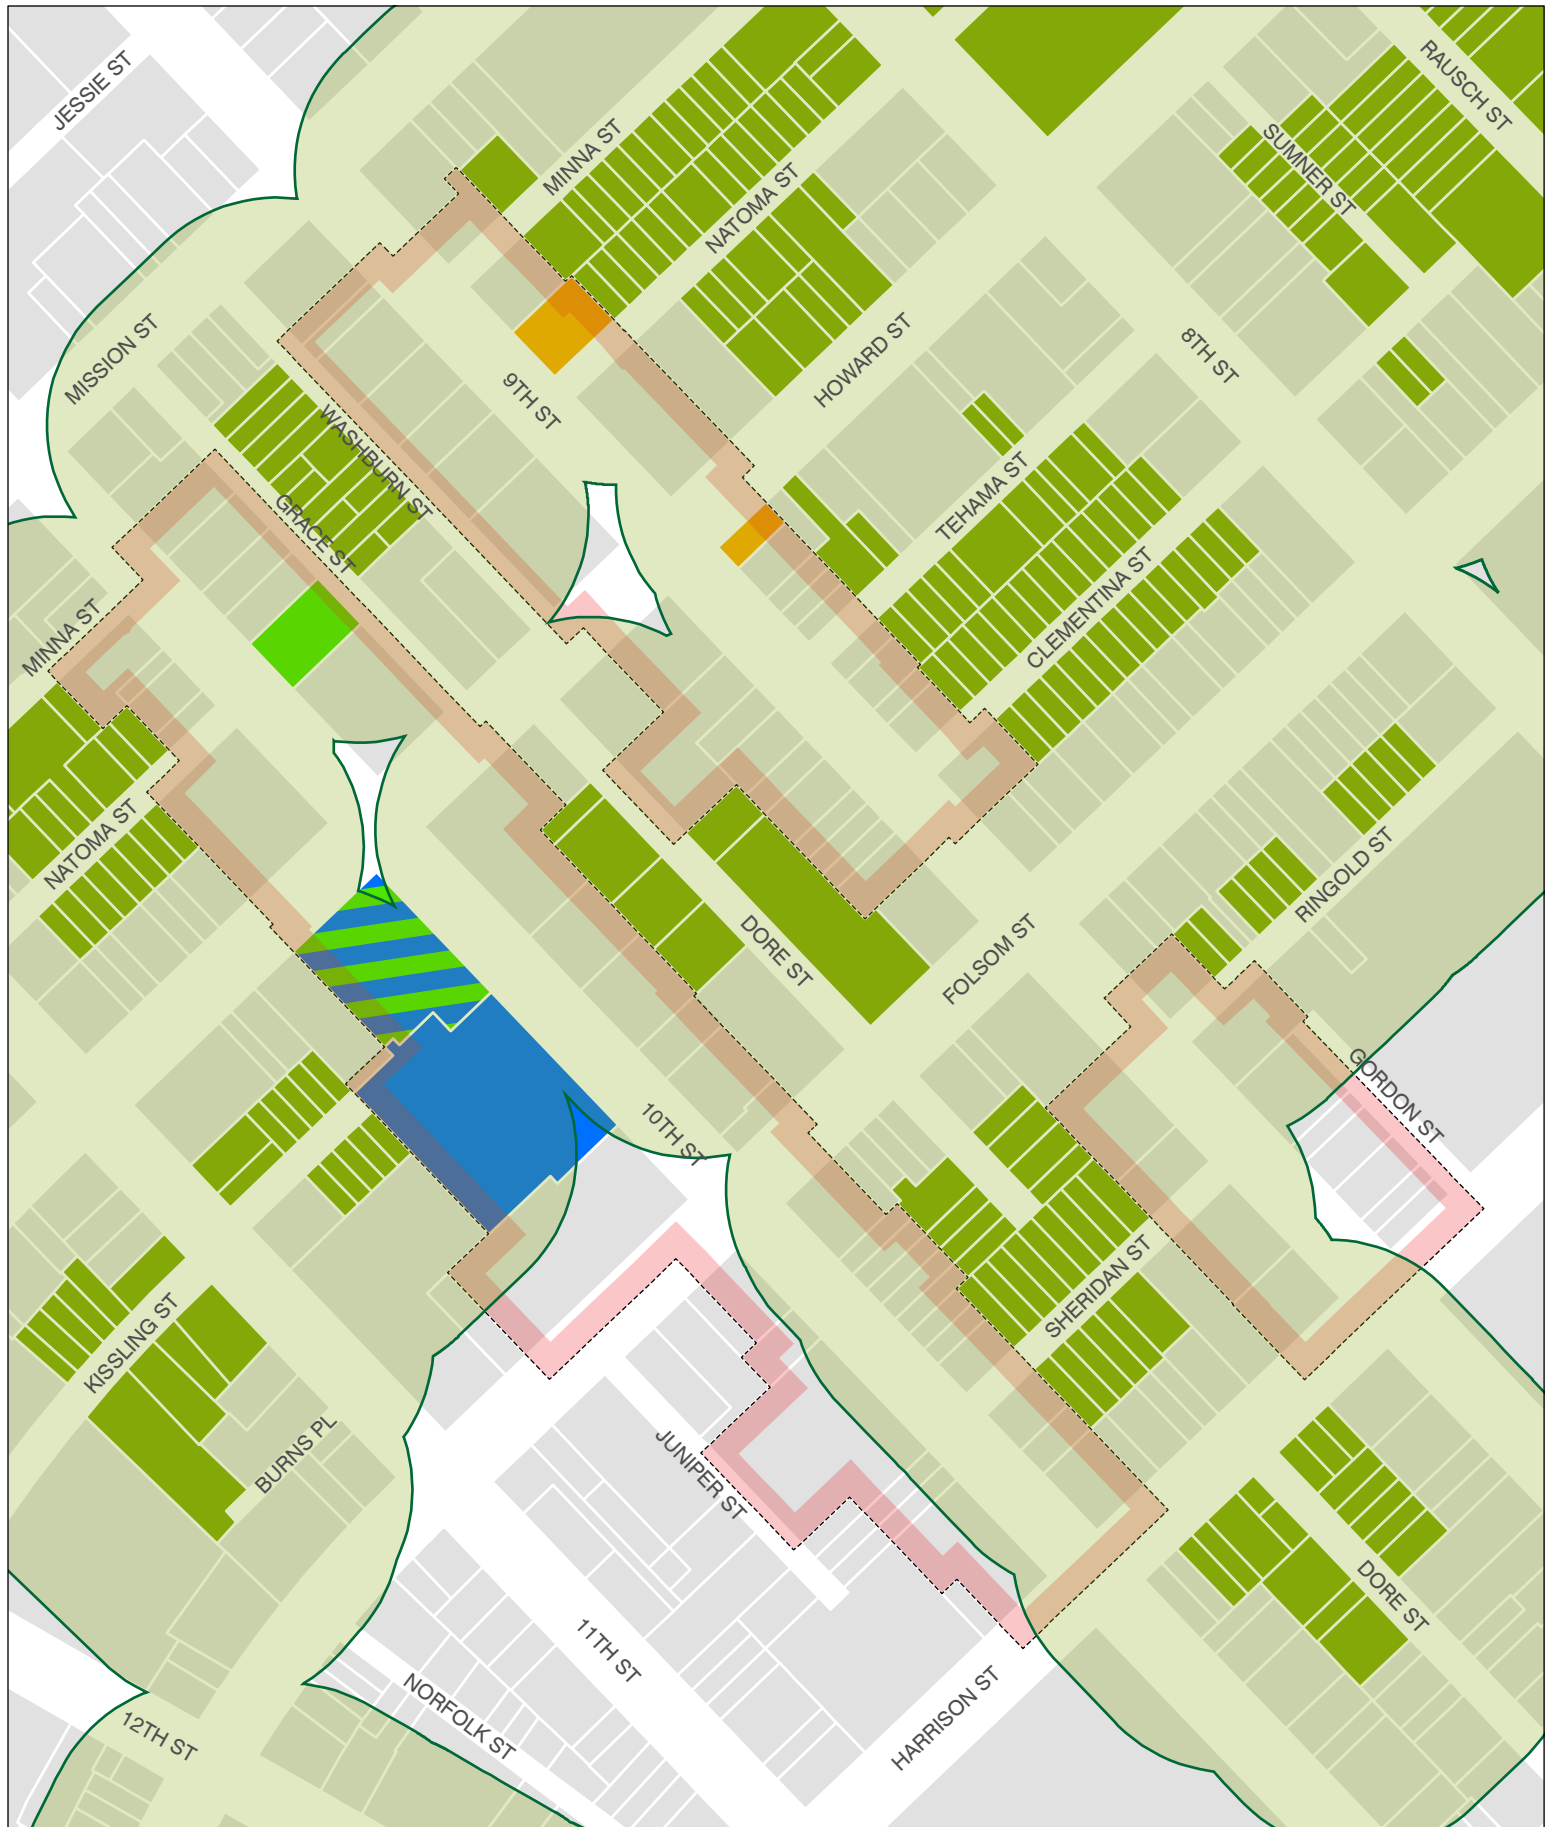 JESSIE ST
RAUSCH ST
MINNA ST
SUMNER ST
NATOMA ST
MISSION ST
HOWARD ST
8TH ST
9TH ST
WASHBURN ST
TEHAMA ST
GRACE ST
CLEMENTINA ST
MINNA ST
NATOMA ST
RINGOLD ST
DORE ST
FOLSOM ST
GORDON ST
10TH ST
SHERIDAN ST
KISSLING ST
BURNS PL
JUNIPER ST
DORE ST
11TH ST
HARRISON ST
NORFOLK ST
12TH ST